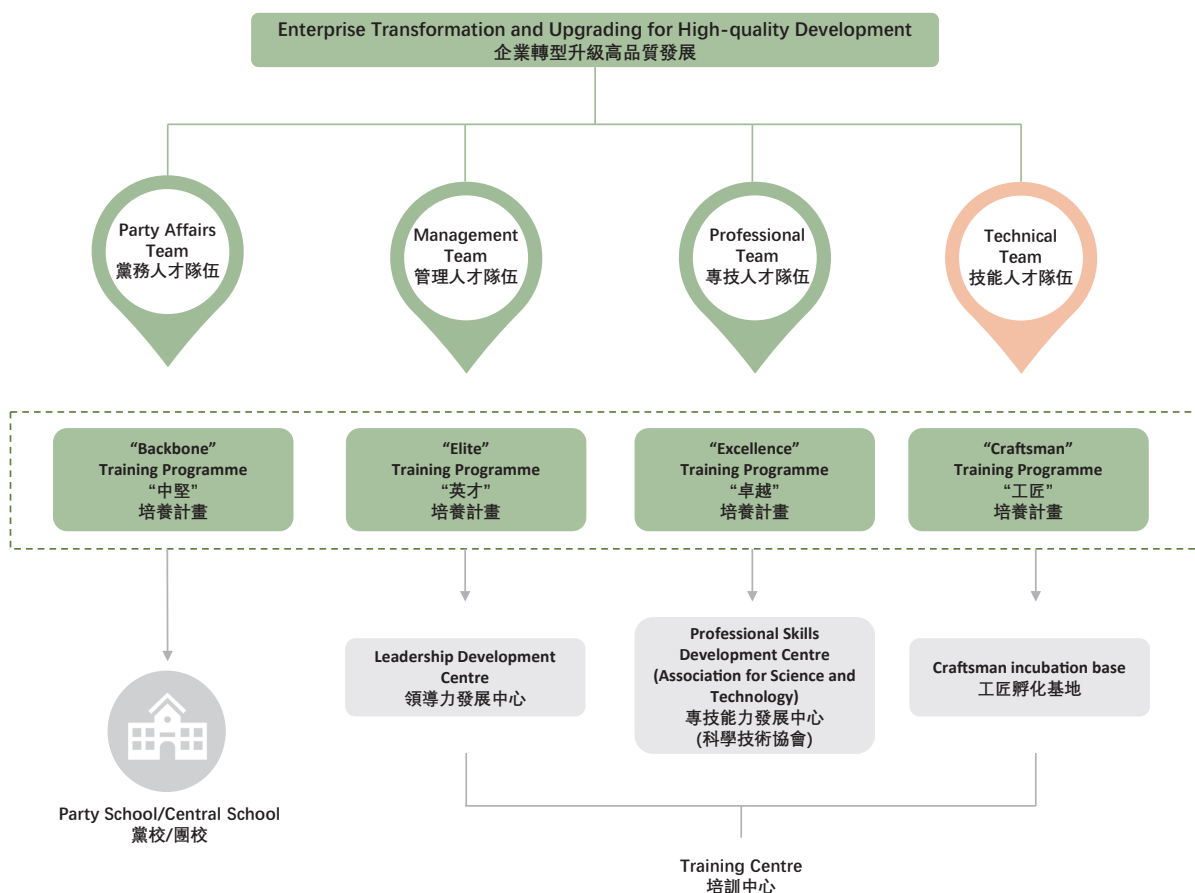 Enterprise Transformation and Upgrading for High-quality Development
企業轉型升級高品質發展
Party Affairs
Team
黨務人才隊伍
Management
Team
管理人才隊伍
Professional
Team
專技人才隊伍
Technical
Team
技能人才隊伍
“Backbone”
Training Programme
“中堅”
培養計畫
“Elite”
Training Programme
“英才”
培養計畫
“Excellence”
Training Programme
“卓越”
培養計畫
“Craftsman”
Training Programme
“工匠”
培養計畫
Leadership Development
Centre
領導力發展中心
Professional Skills
Development Centre
(Association for Science and
Technology)
專技能力發展中心
(科學技術協會)
Craftsman incubation base
工匠孵化基地
Party School/Central School
黨校/團校
Training Centre
培訓中心